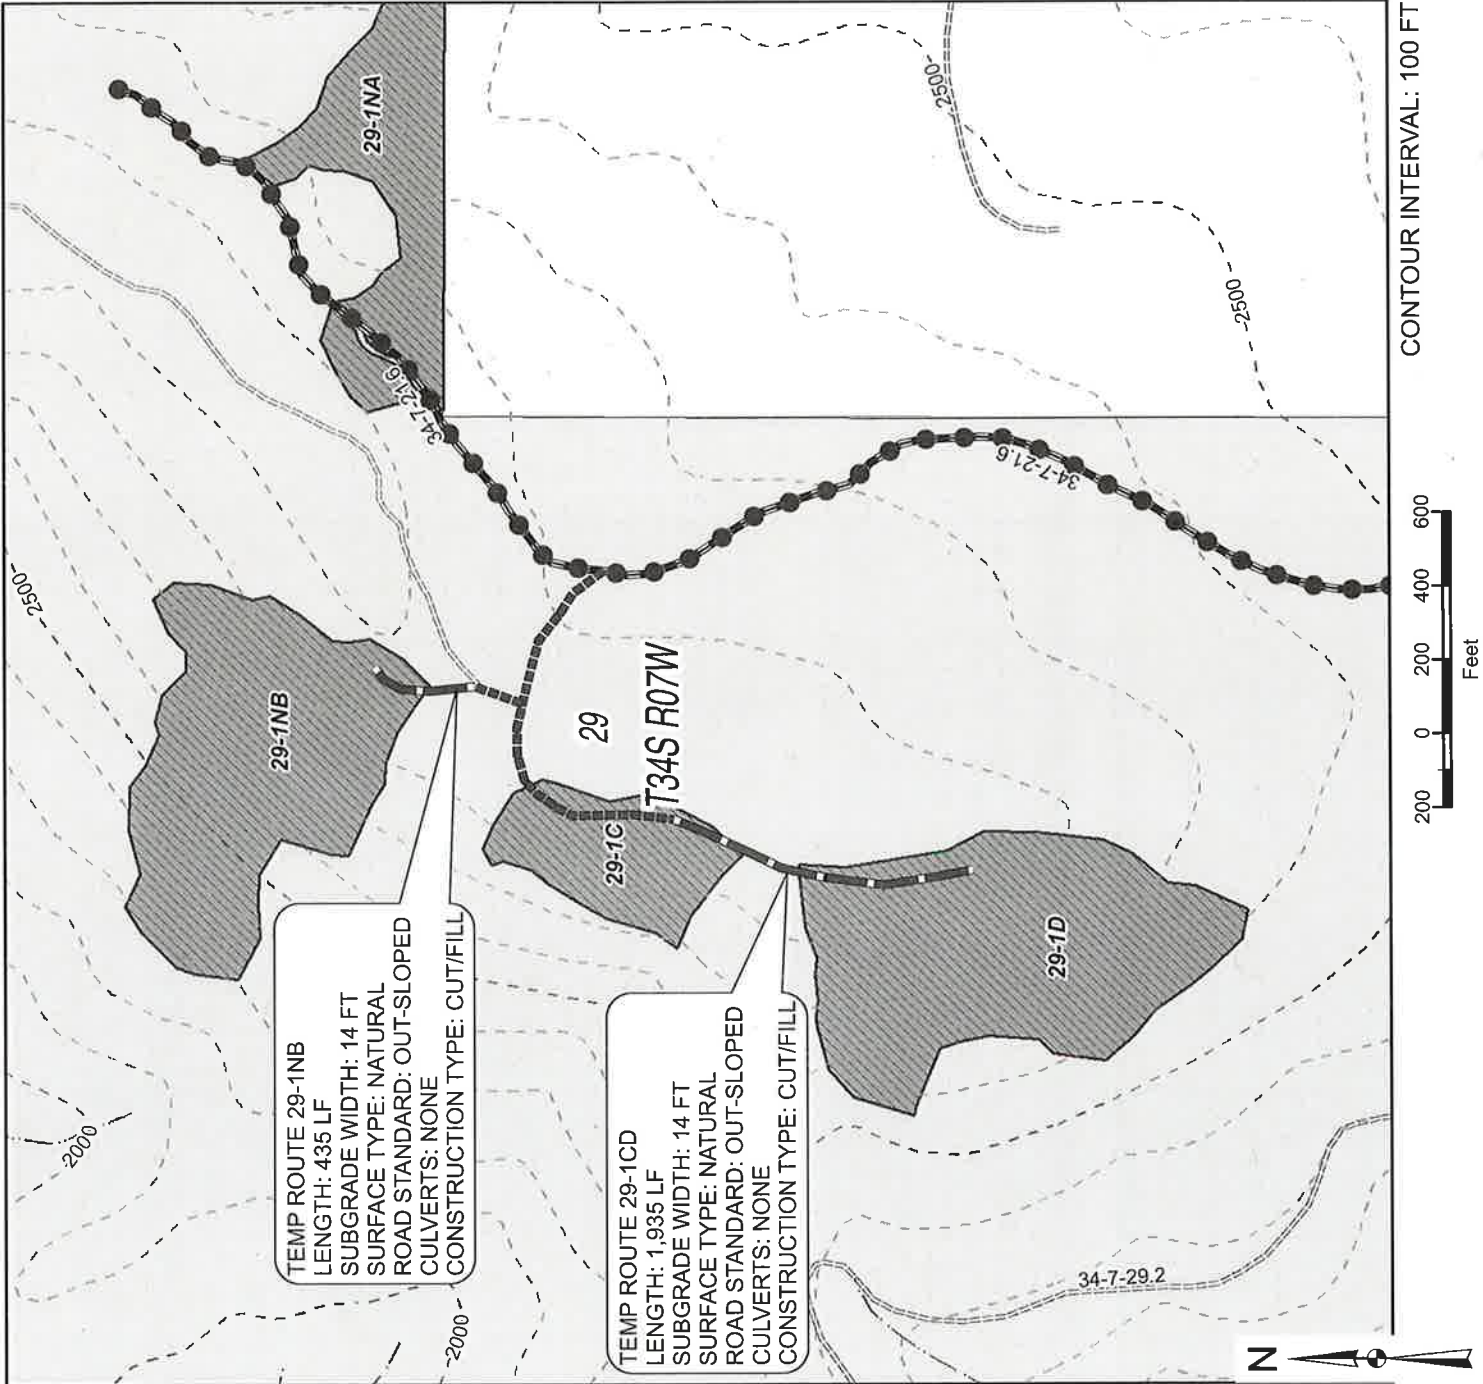 29-1NA
2500
34-7-21.6
2500
29-1NB
29
T34S R07W
29-1C
34-7-21.6
2500
29-1D
TEMP ROUTE 29-1NB
LENGTH: 435 LF
SUBGRADE WIDTH: 14 FT
SURFACE TYPE: NATURAL
ROAD STANDARD: OUT-SLOPED
CULVERTS: NONE
CONSTRUCTION TYPE: CUT/FILL
TEMP ROUTE 29-1CD
LENGTH: 1,935 LF
SUBGRADE WIDTH: 14 FT
SURFACE TYPE: NATURAL
ROAD STANDARD: OUT-SLOPED
CULVERTS: NONE
CONSTRUCTION TYPE: CUT/FILL
2000
2000
34-7-29.2
N
200 0 200 400 600
Feet
CONTOUR INTERVAL: 100 FT